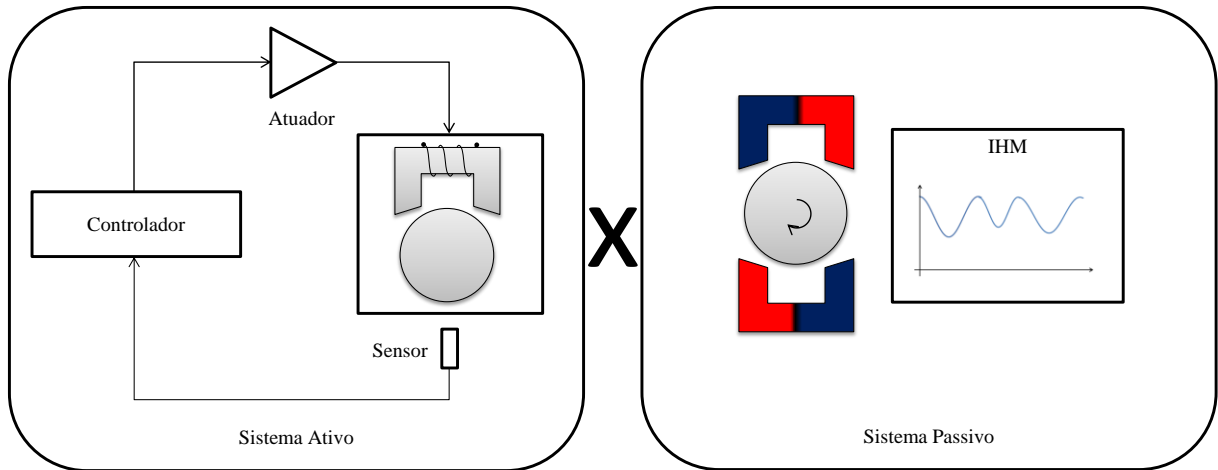 Atuador
Controlador
Sensor
Sistema Ativo
X
IHM
Sistema Passivo